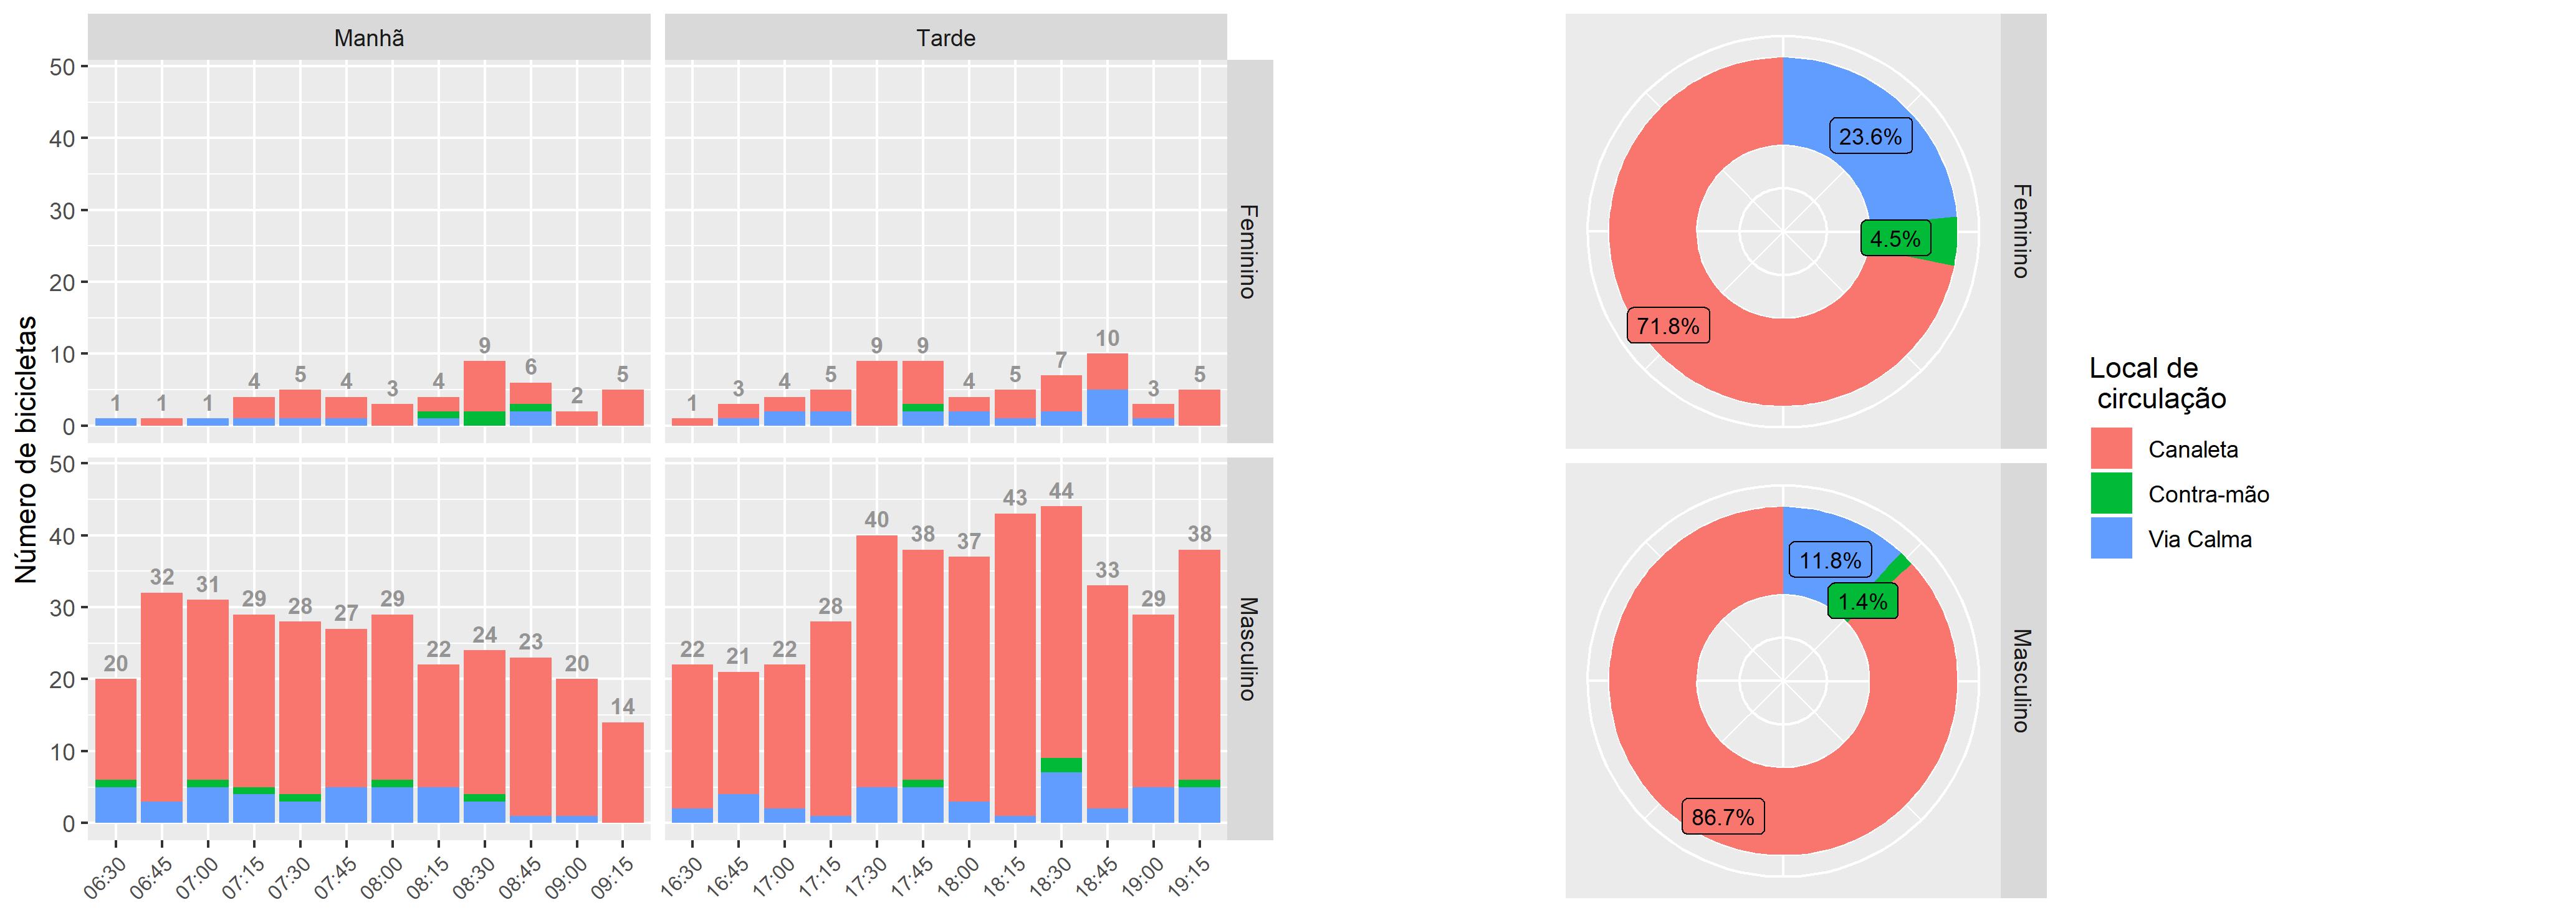 Manhã
Tarde
Número de bicicletas
50
40
30
20
10
0
1 1 1 4 5 4 3 4 9 6 2 5
1 3 4 5 9 9 4 5 7 10 3 5
Feminino
50
40
30
20
10
0
20 32 31 29 28 27 29 22 24 23 20 14
22 21 22 28 40 38 37 43 44 33 29 38
Masculino
06:30 06:45 07:00 07:15 07:30 07:45 08:00 08:15 08:30 08:45 09:00 09:15
16:30 16:45 17:00 17:15 17:30 17:45 18:00 18:15 18:30 18:45 19:00 19:15
23.6%
4.5%
71.8%
Feminino
11.8%
1.4%
86.7%
Masculino
Local de
circulação
Canaleta
Contra-mão
Via Calma